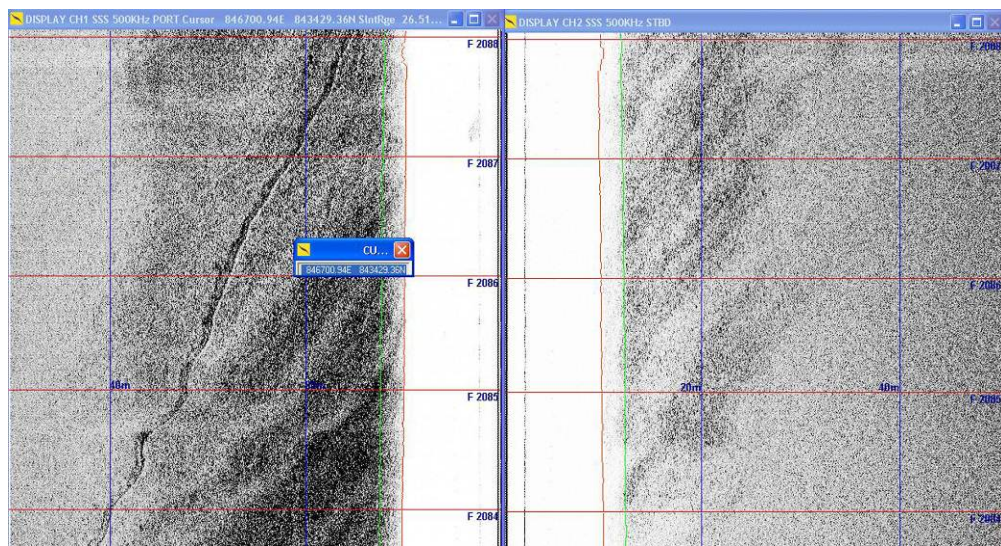 DISPLAY CH1 SSS 500KHz PORT Cursor 846700.94E 843429.36N SlntRge 26.51...
DISPLAY CH2 SSS 500KHz STBD
F 2088
F 2088
F 2087
F 2087
CU...
846700.94E 843429.36N
F 2086
F 2086
40m
20m
20m
40m
F 2085
F 2085
F 2084
F 2084